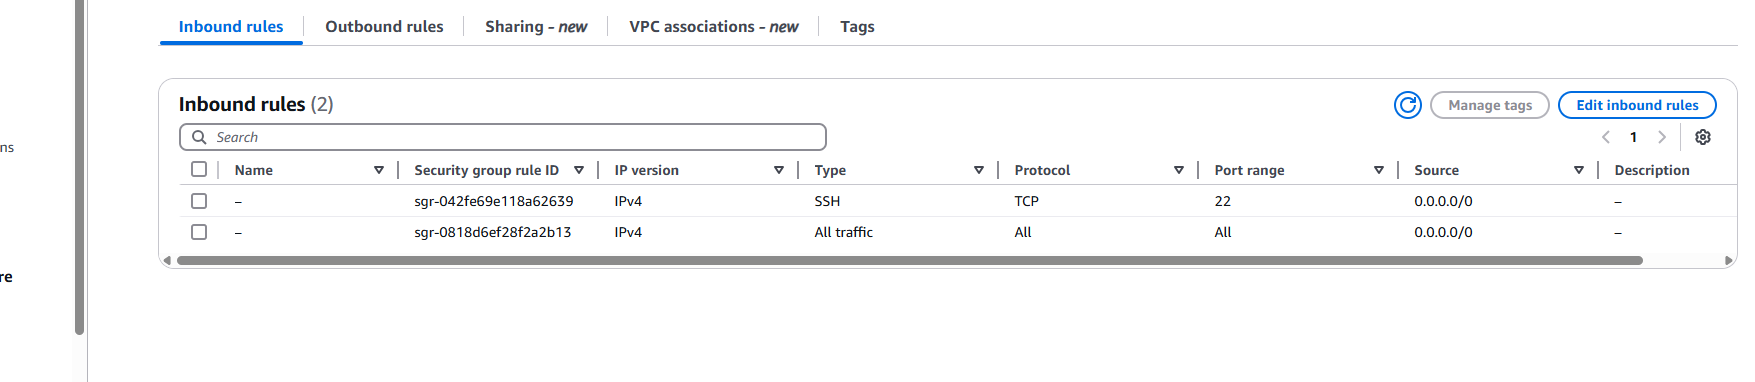 Inbound rules Outbound rules Sharing - new VPC associations - new Tags
Inbound rules (2) Manage tags Edit inbound rules
Search 1
ns
Name Security group rule ID IP version Type Protocol Port range Source Description
– sgr-042fe69e118a62639 IPv4 SSH TCP 22 0.0.0.0/0 –
– sgr-0818d6ef28f2a2b13 IPv4 All traffic All All 0.0.0.0/0 –
re